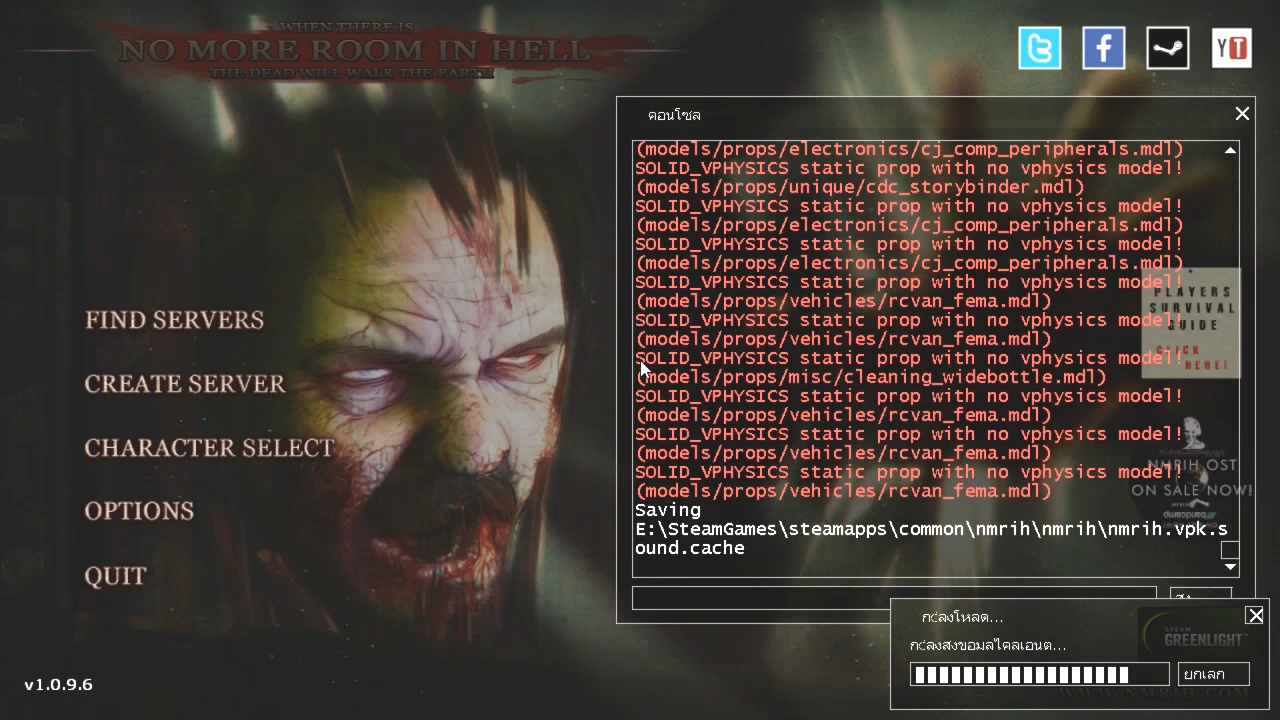 WHEN THERE IS
NO MORE ROOM IN HELL
THE DEAD WILL WALK THE EARTH
FIND SERVERS
CREATE SERVER
CHARACTER SELECT
OPTIONS
QUIT
v1.0.9.6
YT
คอนโซล
(models/props/electronics/cj_comp_peripherals.mdl)
SOLID_VPHYSICS static prop with no vphysics model!
(models/props/unique/cdc_storybinder.mdl)
SOLID_VPHYSICS static prop with no vphysics model!
(models/props/electronics/cj_comp_peripherals.mdl)
SOLID_VPHYSICS static prop with no vphysics model!
(models/props/electronics/cj_comp_peripherals.mdl)
SOLID_VPHYSICS static prop with no vphysics model!
(models/props/vehicles/rcvan_fema.mdl)
SOLID_VPHYSICS static prop with no vphysics model!
(models/props/vehicles/rcvan_fema.mdl)
SOLID_VPHYSICS static prop with no vphysics model!
(models/props/misc/cleaning_widebottle.mdl)
SOLID_VPHYSICS static prop with no vphysics model!
(models/props/vehicles/rcvan_fema.mdl)
SOLID_VPHYSICS static prop with no vphysics model!
(models/props/vehicles/rcvan_fema.mdl)
SOLID_VPHYSICS static prop with no vphysics model!
(models/props/vehicles/rcvan_fema.mdl)
Saving
E:\SteamGames\steamapps\common\nmrih\nmrih\nmrih.vpk.s
ound.cache
PLAYERS
SURVIVAL
GUIDE
CLICK
HERE!
NMRIH OST
ON SALE NOW!
bandcamp
STEAM
GREENLIGHT
ยกเลก
WWW.NMRIH.COM